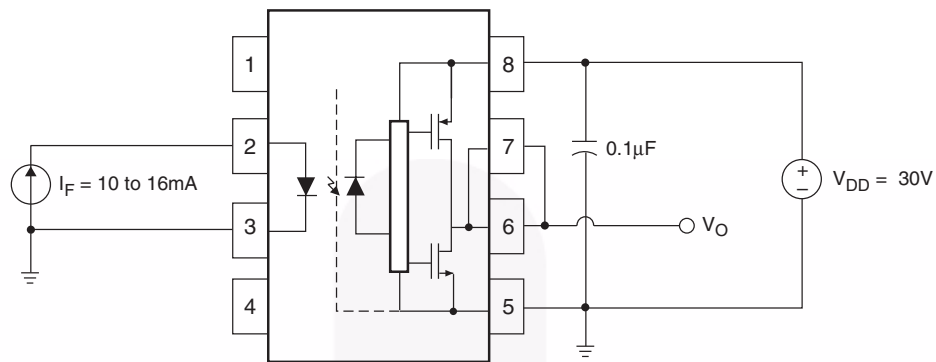 1
2
3
4
8
7
6
5
I_F = 10 to 16mA
0.1µF
+
–
V_DD = 30V
V_O